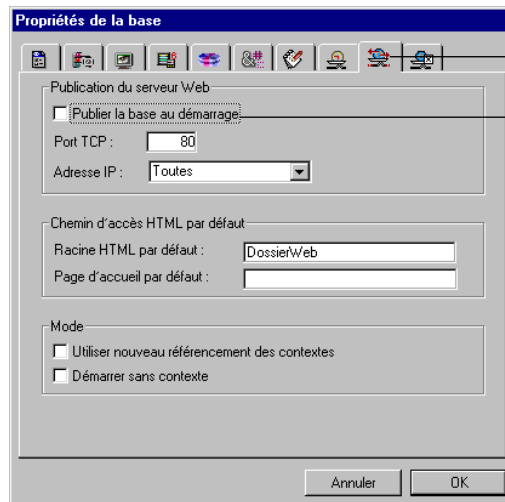 Propriétés de la base
Publication du serveur Web
Publier la base au démarrage
Port TCP : 80
Adresse IP : Toutes
Chemin d'accès HTML par défaut
Racine HTML par défaut : DossierWeb
Page d'accueil par défaut :
Mode
Utiliser nouveau référencement des contextes
Démarrer sans contexte
Annuler OK